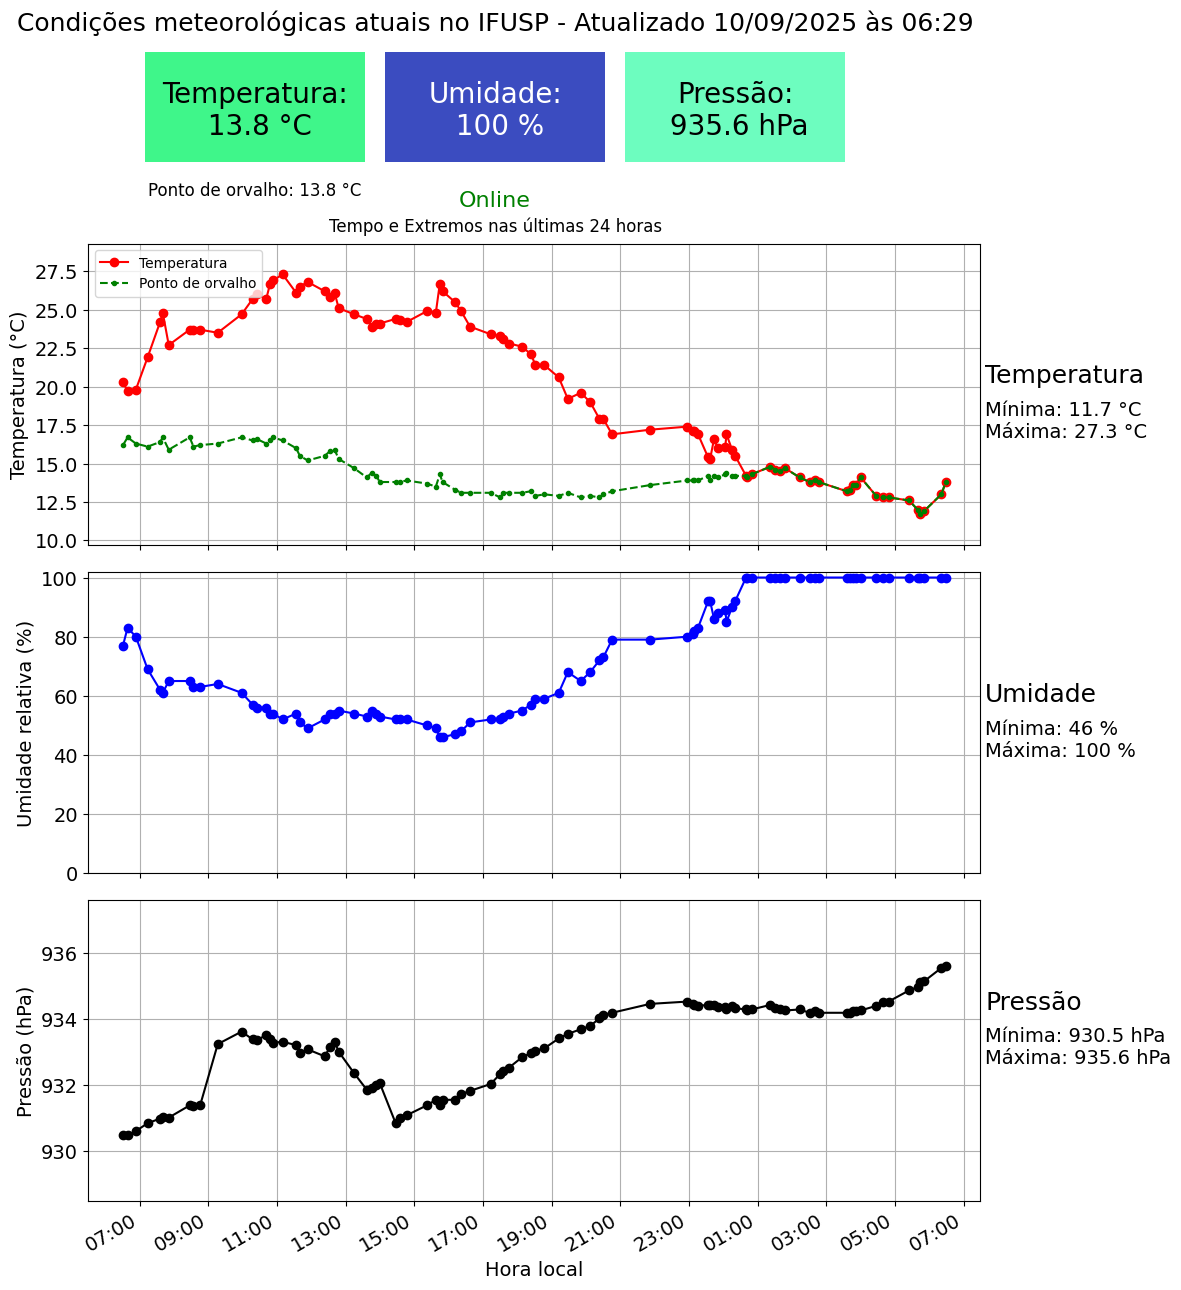 Condições meteorológicas atuais no IFUSP - Atualizado 10/09/2025 às 06:29
Temperatura:
13.8 °C
Umidade:
100 %
Pressão:
935.6 hPa
Ponto de orvalho: 13.8 °C
Online
Tempo e Extremos nas últimas 24 horas
Temperatura
Ponto de orvalho
Temperatura (°C)
27.5
25.0
22.5
20.0
17.5
15.0
12.5
10.0
Temperatura
Mínima: 11.7 °C
Máxima: 27.3 °C
Umidade relativa (%)
100
80
60
40
20
0
Umidade
Mínima: 46 %
Máxima: 100 %
Pressão (hPa)
936
934
932
930
Pressão
Mínima: 930.5 hPa
Máxima: 935.6 hPa
07:00 09:00 11:00 13:00 15:00 17:00 19:00 21:00 23:00 01:00 03:00 05:00 07:00
Hora local